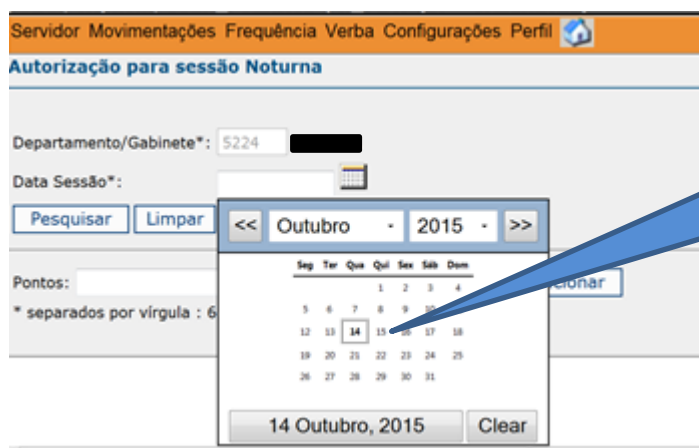 Servidor Movimentações Frequência Verba Configurações Perfil
Autorização para sessão Noturna
Departamento/Gabinete*: 5224
Data Sessão*:
Pesquisar Limpar
<< Outubro 2015 >>
Seg Ter Qua Qui Sex Sáb Dom
1 2 3 4
5 6 7 8 9 10
12 13 14 15 16 17 18
19 20 21 22 23 24 25
26 27 28 29 30 31
14 Outubro, 2015 Clear
Pontos: cionar
* separados por vírgula : 6